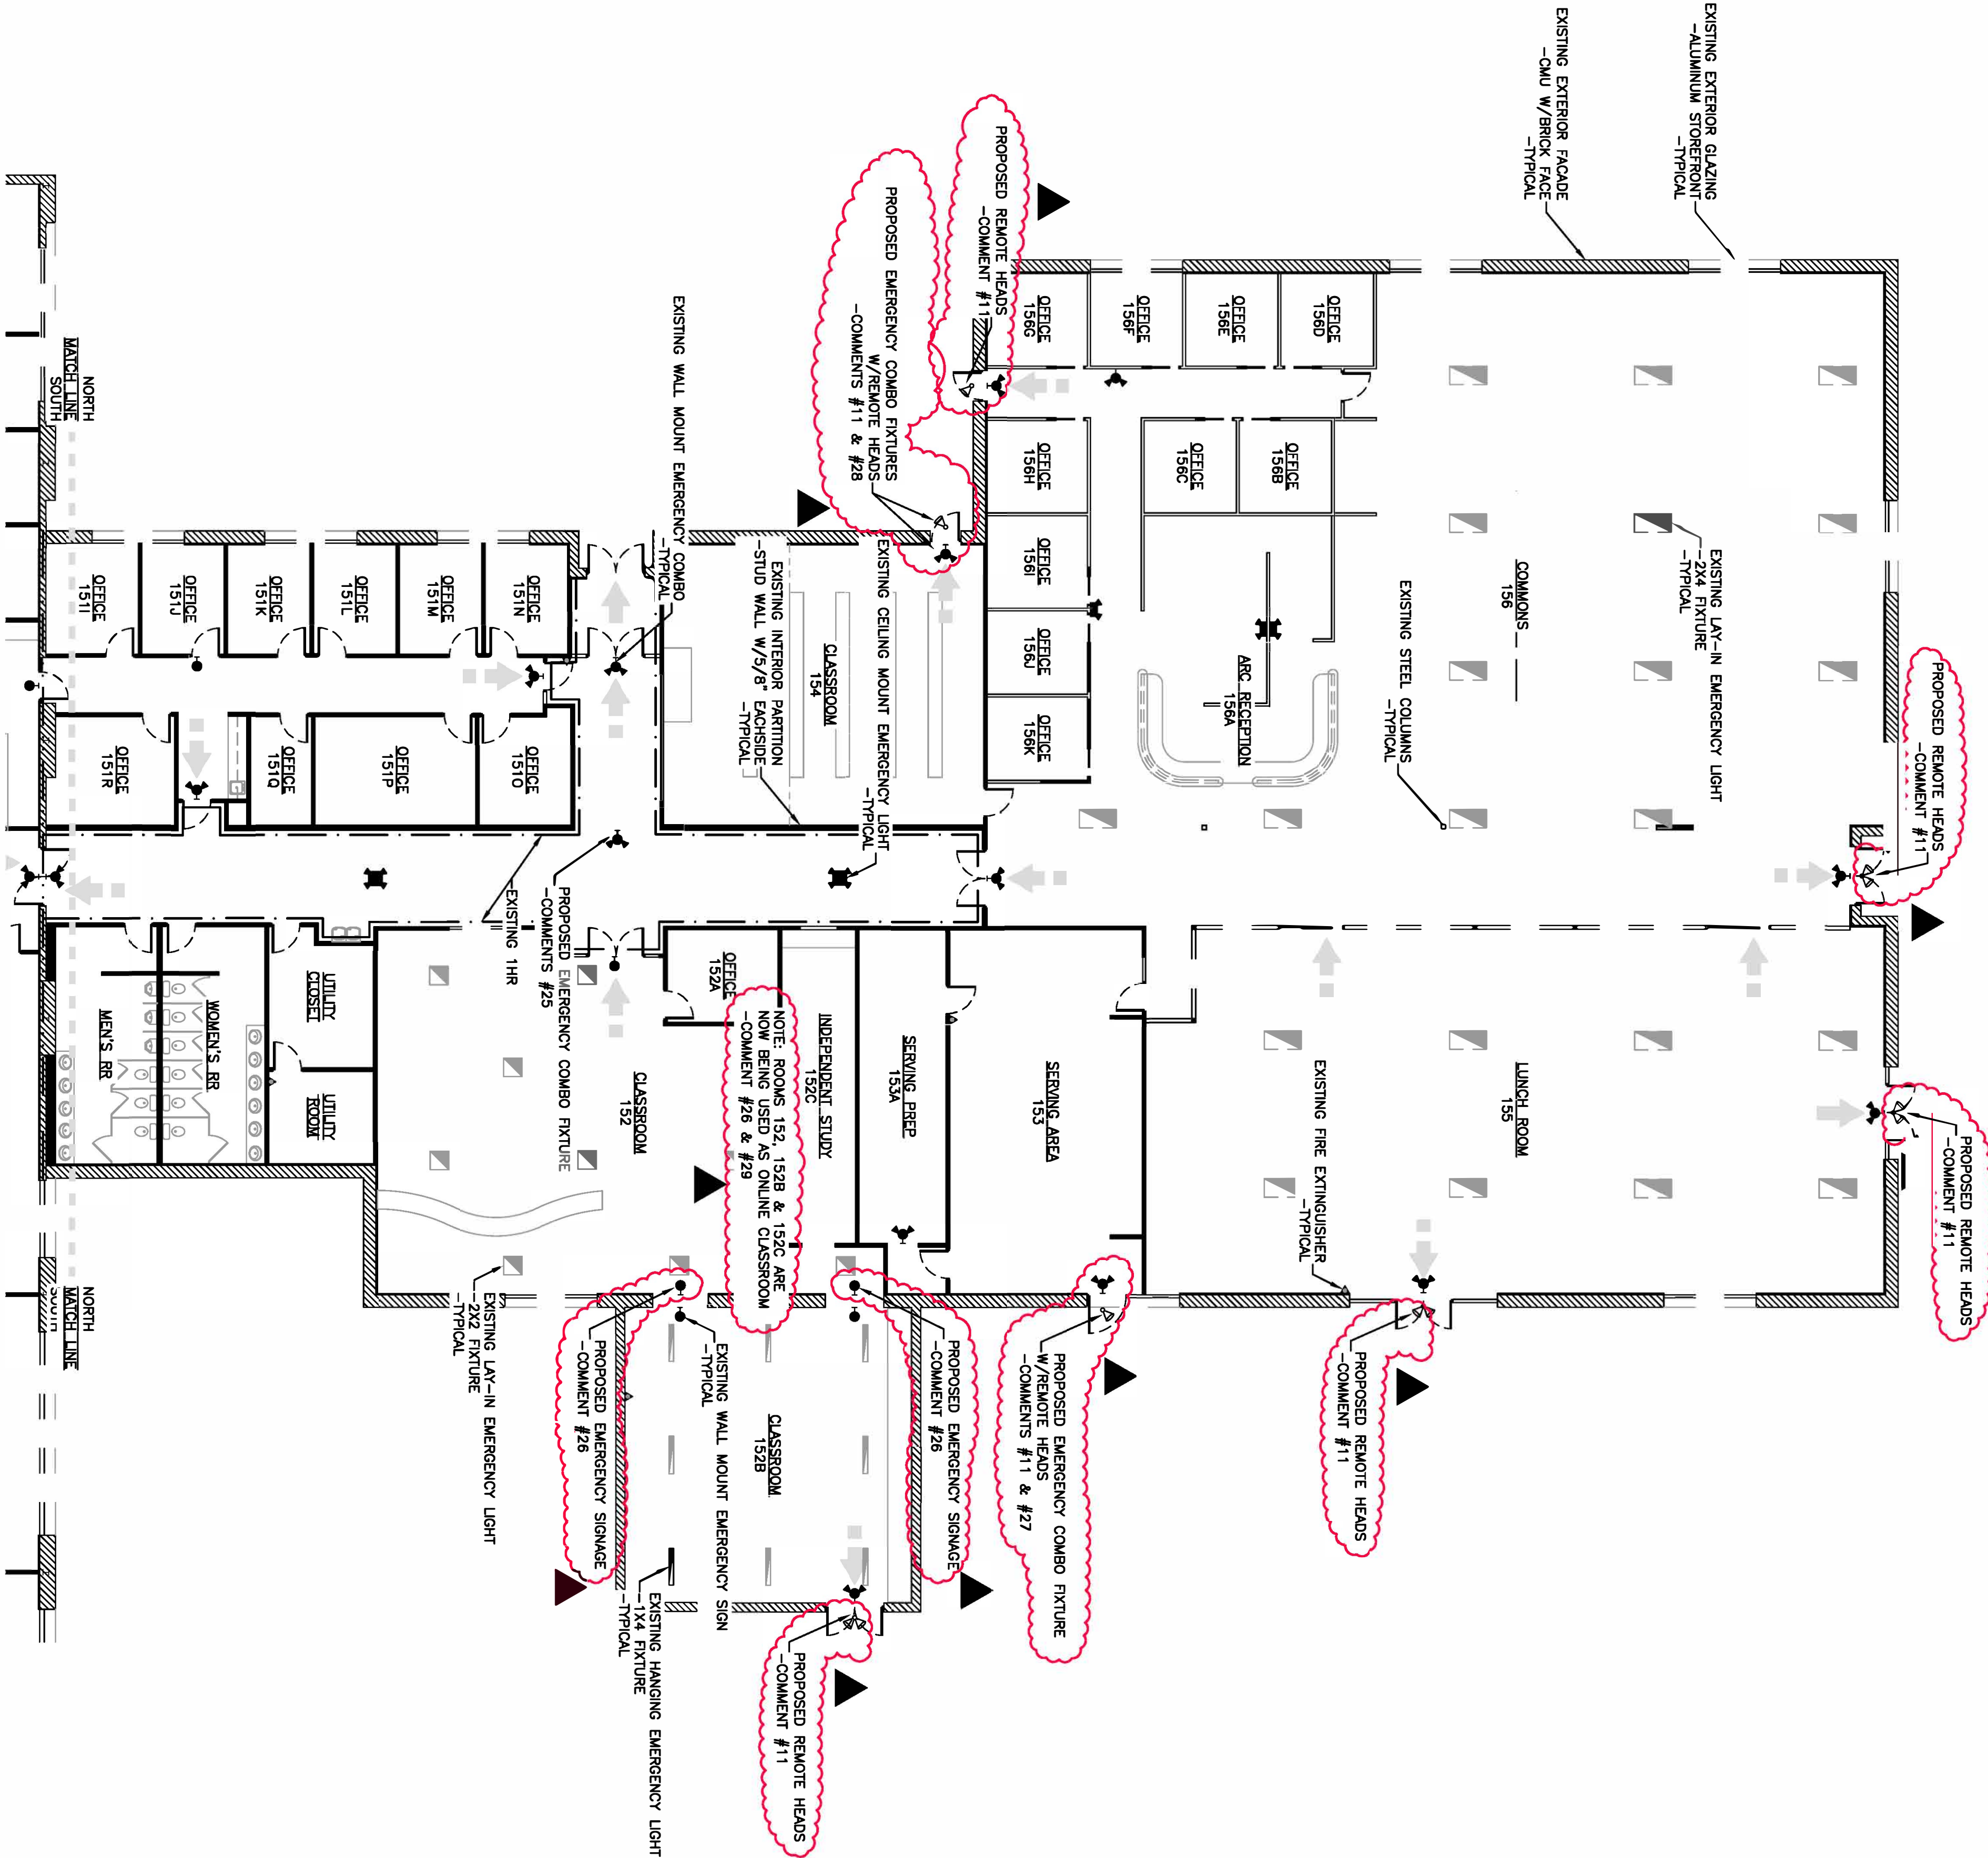 EXISTING EXTERIOR GLAZING
-ALUMINUM STOREFRONT
-TYPICAL
EXISTING EXTERIOR FACADE
-CMU W/BRICK FACE
-TYPICAL
PROPOSED REMOTE HEADS
-COMMENT #11
PROPOSED EMERGENCY COMBO FIXTURES
W/REMOTE HEADS
-COMMENTS #11 & #28
EXISTING WALL MOUNT EMERGENCY COMBO
-TYPICAL
NORTH
MATCH LINE
SOUTH
OFFICE
156D
OFFICE
156E
OFFICE
156F
OFFICE
156G
OFFICE
156B
OFFICE
156C
OFFICE
156H
OFFICE
156I
OFFICE
156J
OFFICE
156K
ARC RECEPTION
156A
COMMONS
156
EXISTING LAY-IN EMERGENCY LIGHT
-2X4 FIXTURE
-TYPICAL
EXISTING STEEL COLUMNS
-TYPICAL
PROPOSED REMOTE HEADS
-COMMENT #11
PROPOSED REMOTE HEADS
-COMMENT #11
EXISTING CEILING MOUNT EMERGENCY LIGHT
-TYPICAL
CLASSROOM
154
EXISTING INTERIOR PARTITION
-STUD WALL W/5/8" EACHSIDE
-TYPICAL
OFFICE
151N
OFFICE
151M
OFFICE
151L
OFFICE
151K
OFFICE
151J
OFFICE
151I
OFFICE
151O
OFFICE
151P
OFFICE
151Q
OFFICE
151R
PROPOSED EMERGENCY COMBO FIXTURE
-COMMENTS #25
EXISTING 1HR
UTILITY
CLOSET
UTILITY
ROOM
WOMEN'S RR
MEN'S RR
OFFICE
152A
CLASSROOM
152
INDEPENDENT STUDY
152C
NOTE: ROOMS 152, 152B & 152C ARE
NOW BEING USED AS ONLINE CLASSROOM
-COMMENT #26 & #29
SERVING PREP
153A
SERVING AREA
153
LUNCH ROOM
155
EXISTING FIRE EXTINGUISHER
-TYPICAL
PROPOSED REMOTE HEADS
-COMMENT #11
PROPOSED EMERGENCY COMBO FIXTURE
W/REMOTE HEADS
-COMMENTS #11 & #27
PROPOSED EMERGENCY SIGNAGE
-COMMENT #26
CLASSROOM
152B
EXISTING WALL MOUNT EMERGENCY SIGN
-TYPICAL
PROPOSED EMERGENCY SIGNAGE
-COMMENT #26
EXISTING LAY-IN EMERGENCY LIGHT
-2X2 FIXTURE
-TYPICAL
EXISTING HANGING EMERGENCY LIGHT
-1X4 FIXTURE
-TYPICAL
PROPOSED REMOTE HEADS
-COMMENT #11
NORTH
MATCH LINE
SOUTH